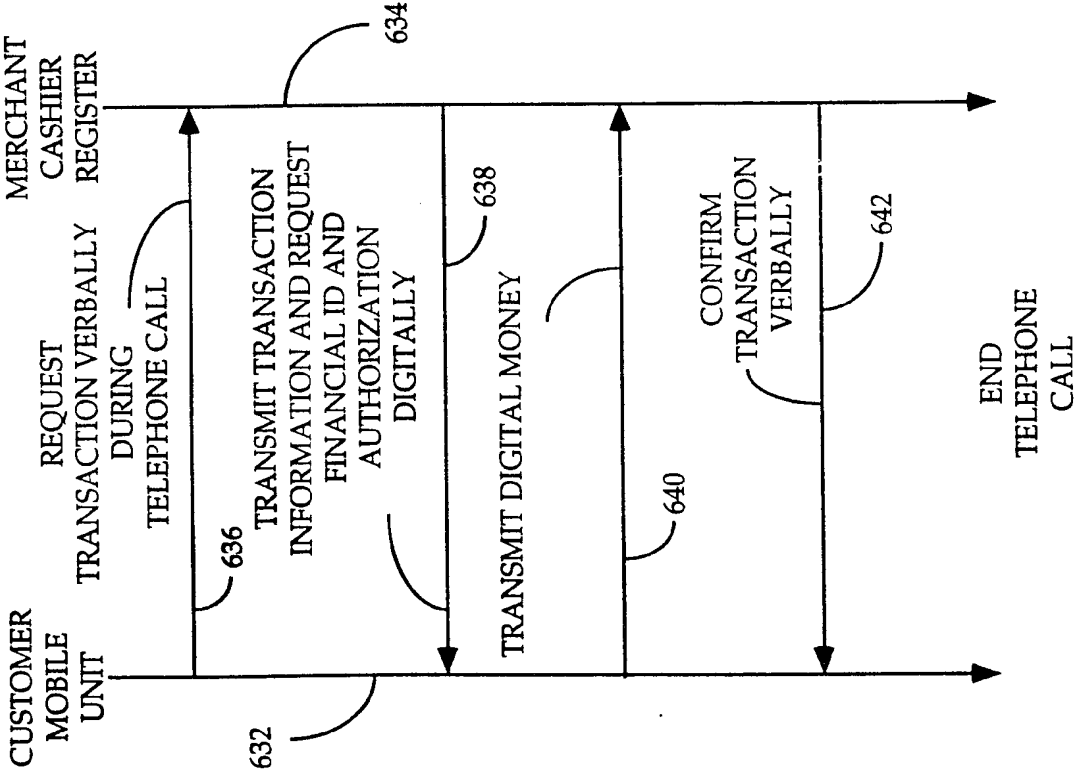 CUSTOMER
MOBILE
UNIT
REQUEST
TRANSACTION VERBALLY
DURING
TELEPHONE CALL
MERCHANT
CASHIER
REGISTER
634
636
TRANSMIT TRANSACTION
INFORMATION AND REQUEST
FINANCIAL ID AND
AUTHORIZATION
DIGITALLY
638
632
TRANSMIT DIGITAL MONEY
640
CONFIRM
TRANSACTION
VERBALLY
642
END
TELEPHONE
CALL